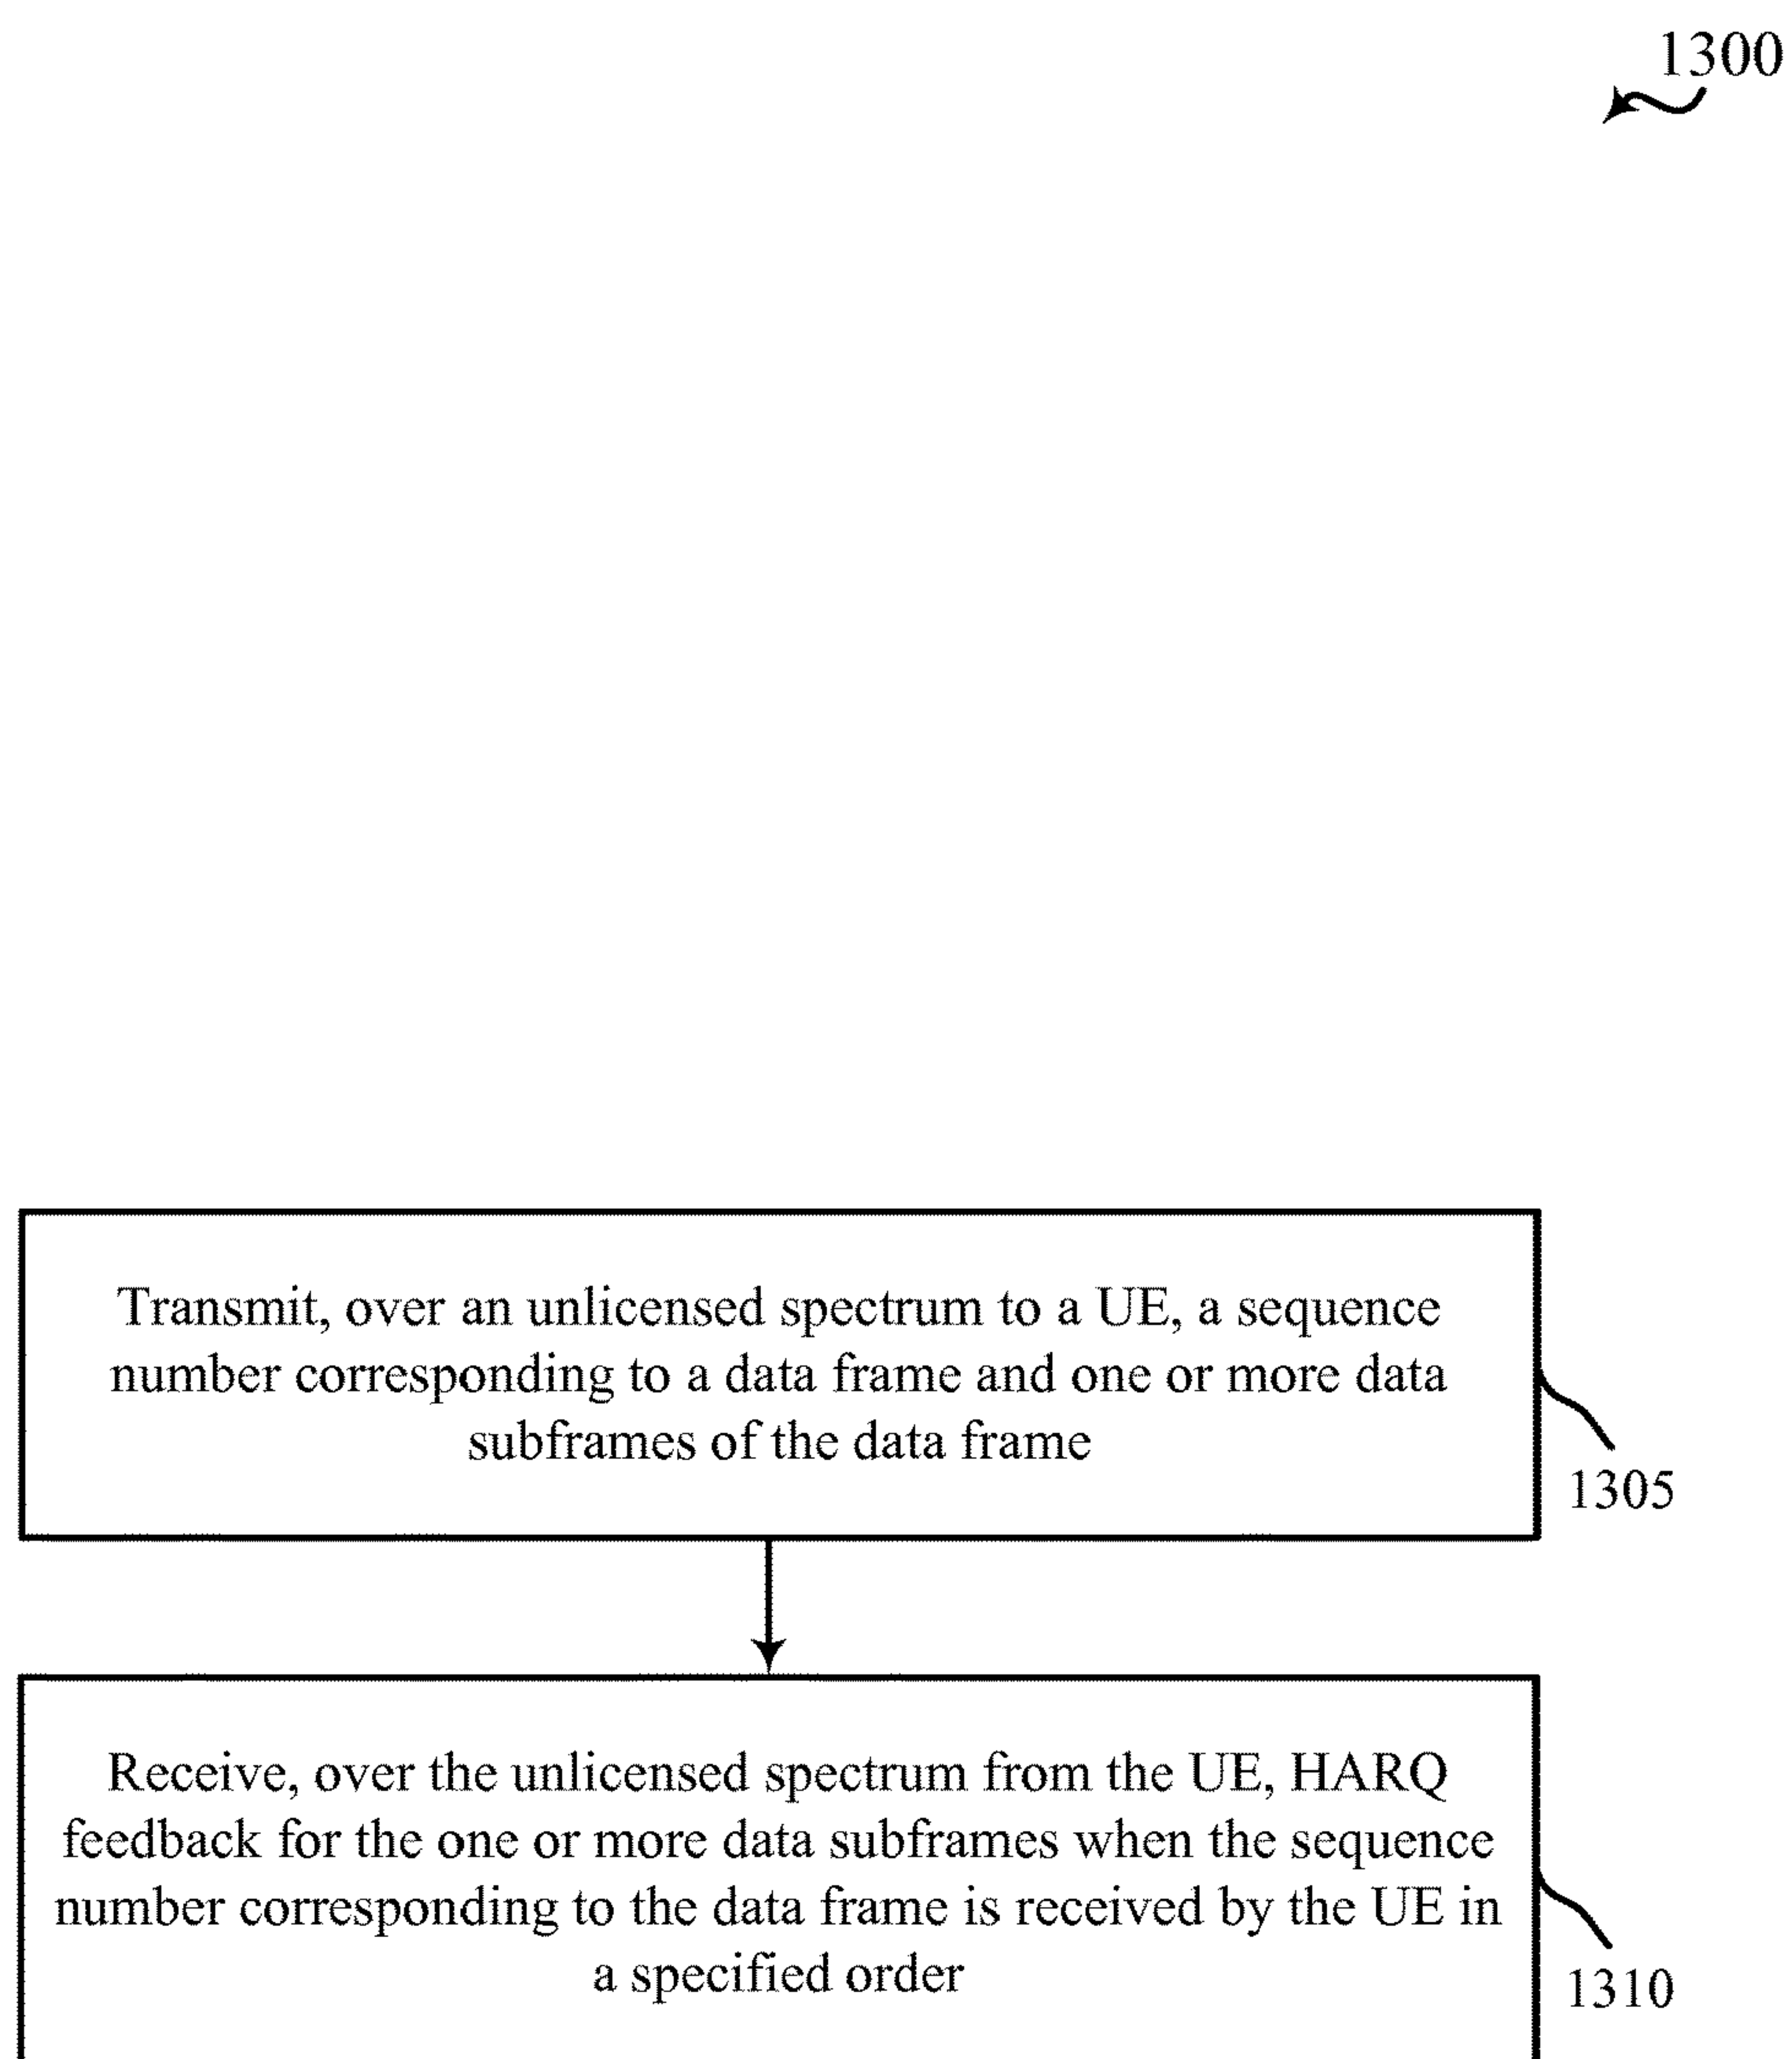 1300
Transmit, over an unlicensed spectrum to a UE, a sequence
number corresponding to a data frame and one or more data
subframes of the data frame
1305
Receive, over the unlicensed spectrum from the UE, HARQ
feedback for the one or more data subframes when the sequence
number corresponding to the data frame is received by the UE in
a specified order
1310